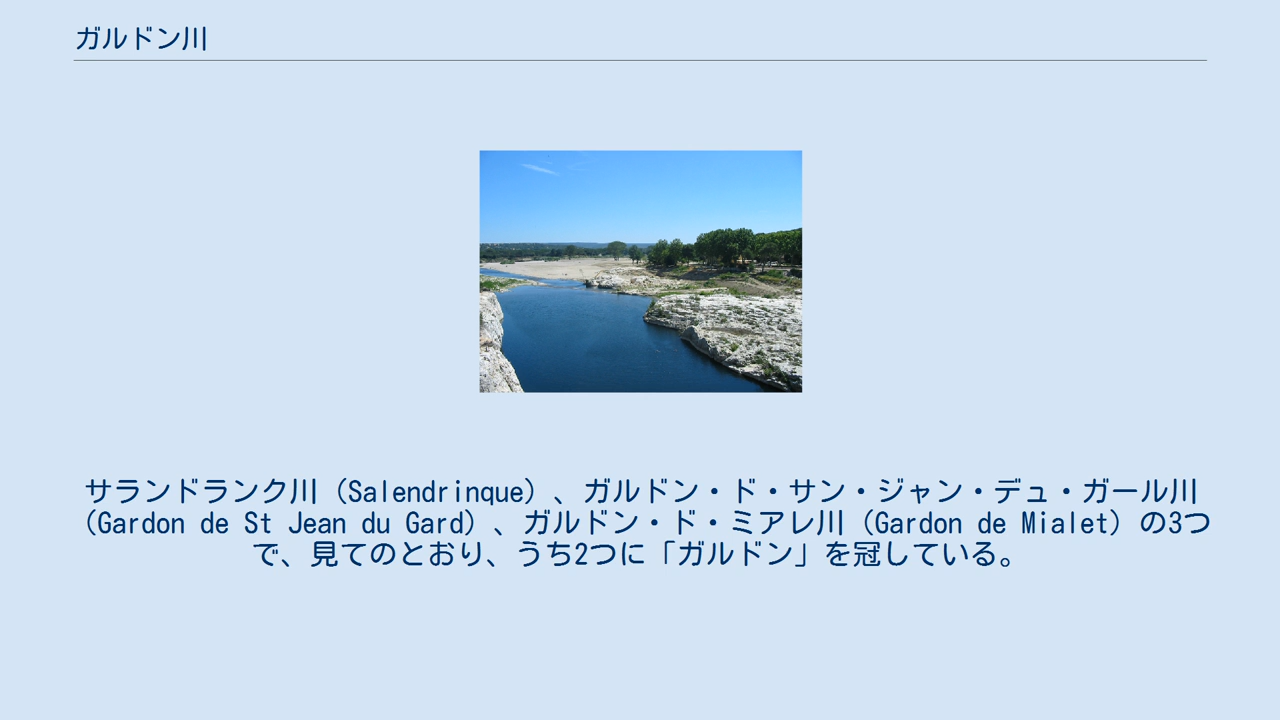 ガルドン川
サランドランク川（Salendrinque）、ガルドン・ド・サン・ジャン・デュ・ガール川
（Gardon de St Jean du Gard）、ガルドン・ド・ミアレ川（Gardon de Mialet）の3つ
で、見てのとおり、うち2つに「ガルドン」を冠している。